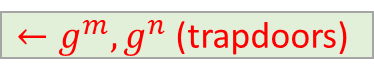 ← g^m, g^n (trapdoors)